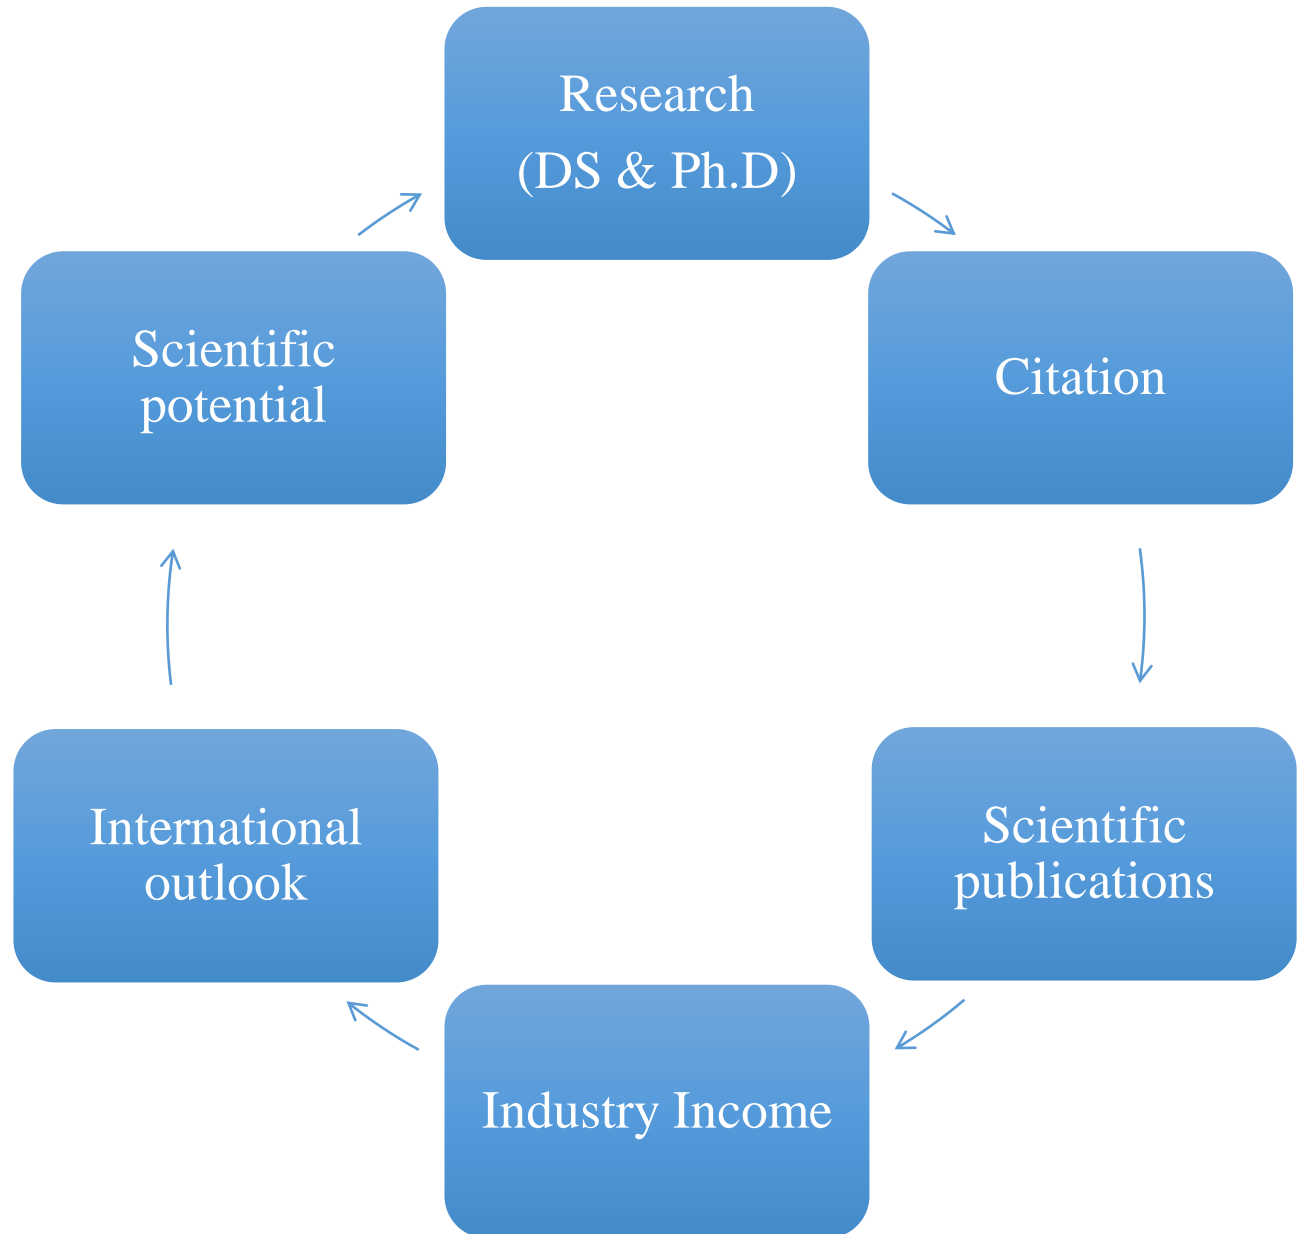 Research
(DS & Ph.D)
Citation
Scientific
publications
Industry Income
International
outlook
Scientific
potential